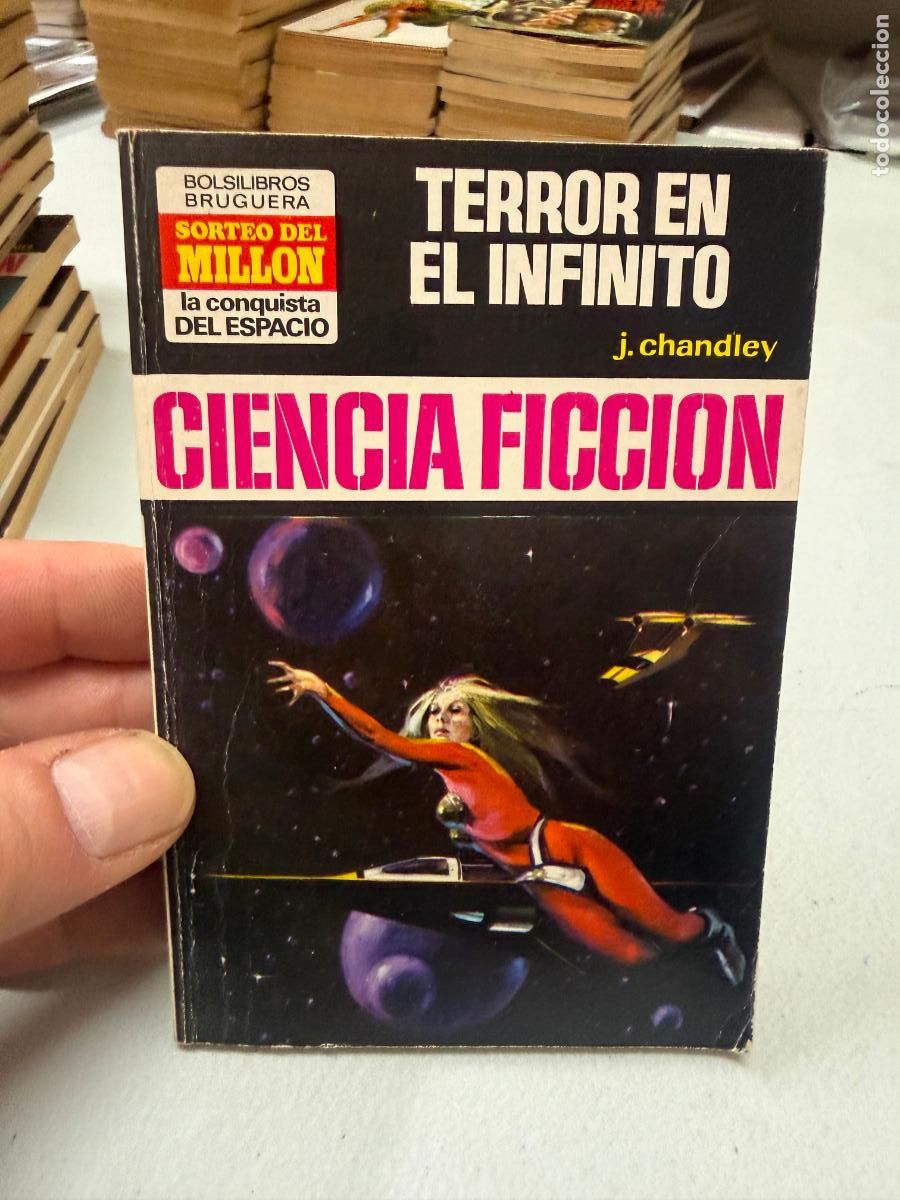 BOLSILIBROS
BRUGUERA
SORTEO DEL
MILLON
la conquista
DEL ESPACIO
TERROR EN
EL INFINITO
j. chandley
CIENCIA FICCION
todocoleccion